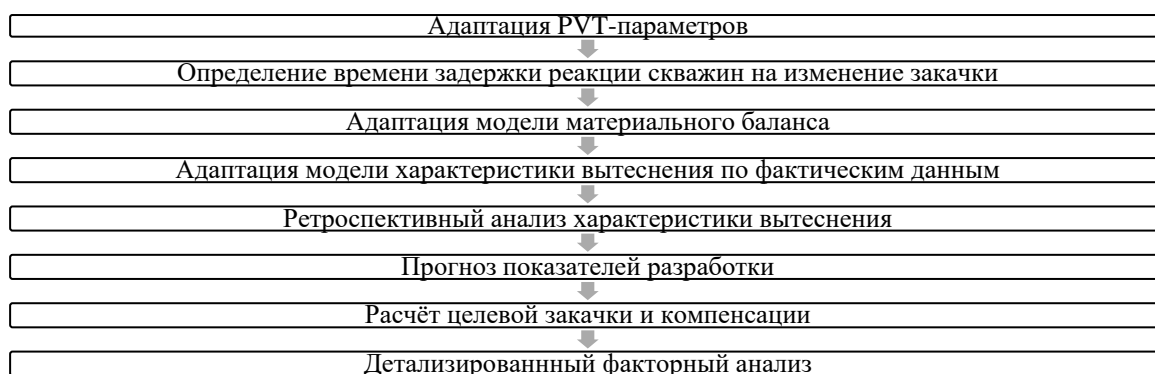 Адаптация PVT-параметров
Определение времени задержки реакции скважин на изменение закачки
Адаптация модели материального баланса
Адаптация модели характеристики вытеснения по фактическим данным
Ретроспективный анализ характеристики вытеснения
Прогноз показателей разработки
Расчёт целевой закачки и компенсации
Детализированнный факторный анализ